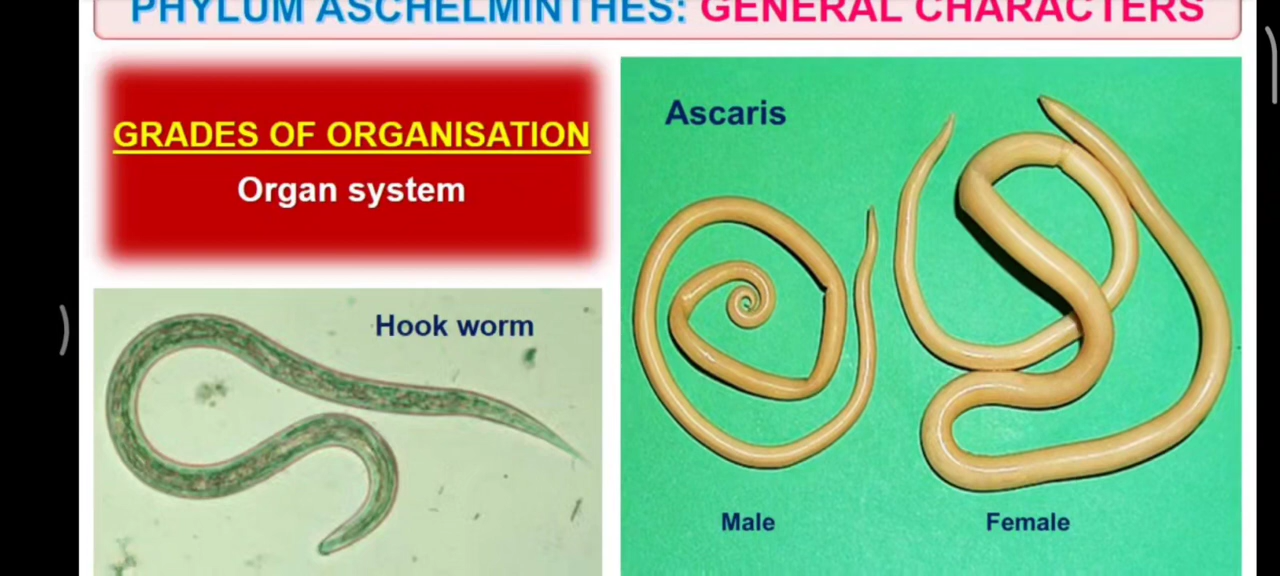 PHYLUM ASCHELMINTHES: GENERAL CHARACTERS
GRADES OF ORGANISATION
Organ system
Ascaris
Hook worm
Male
Female